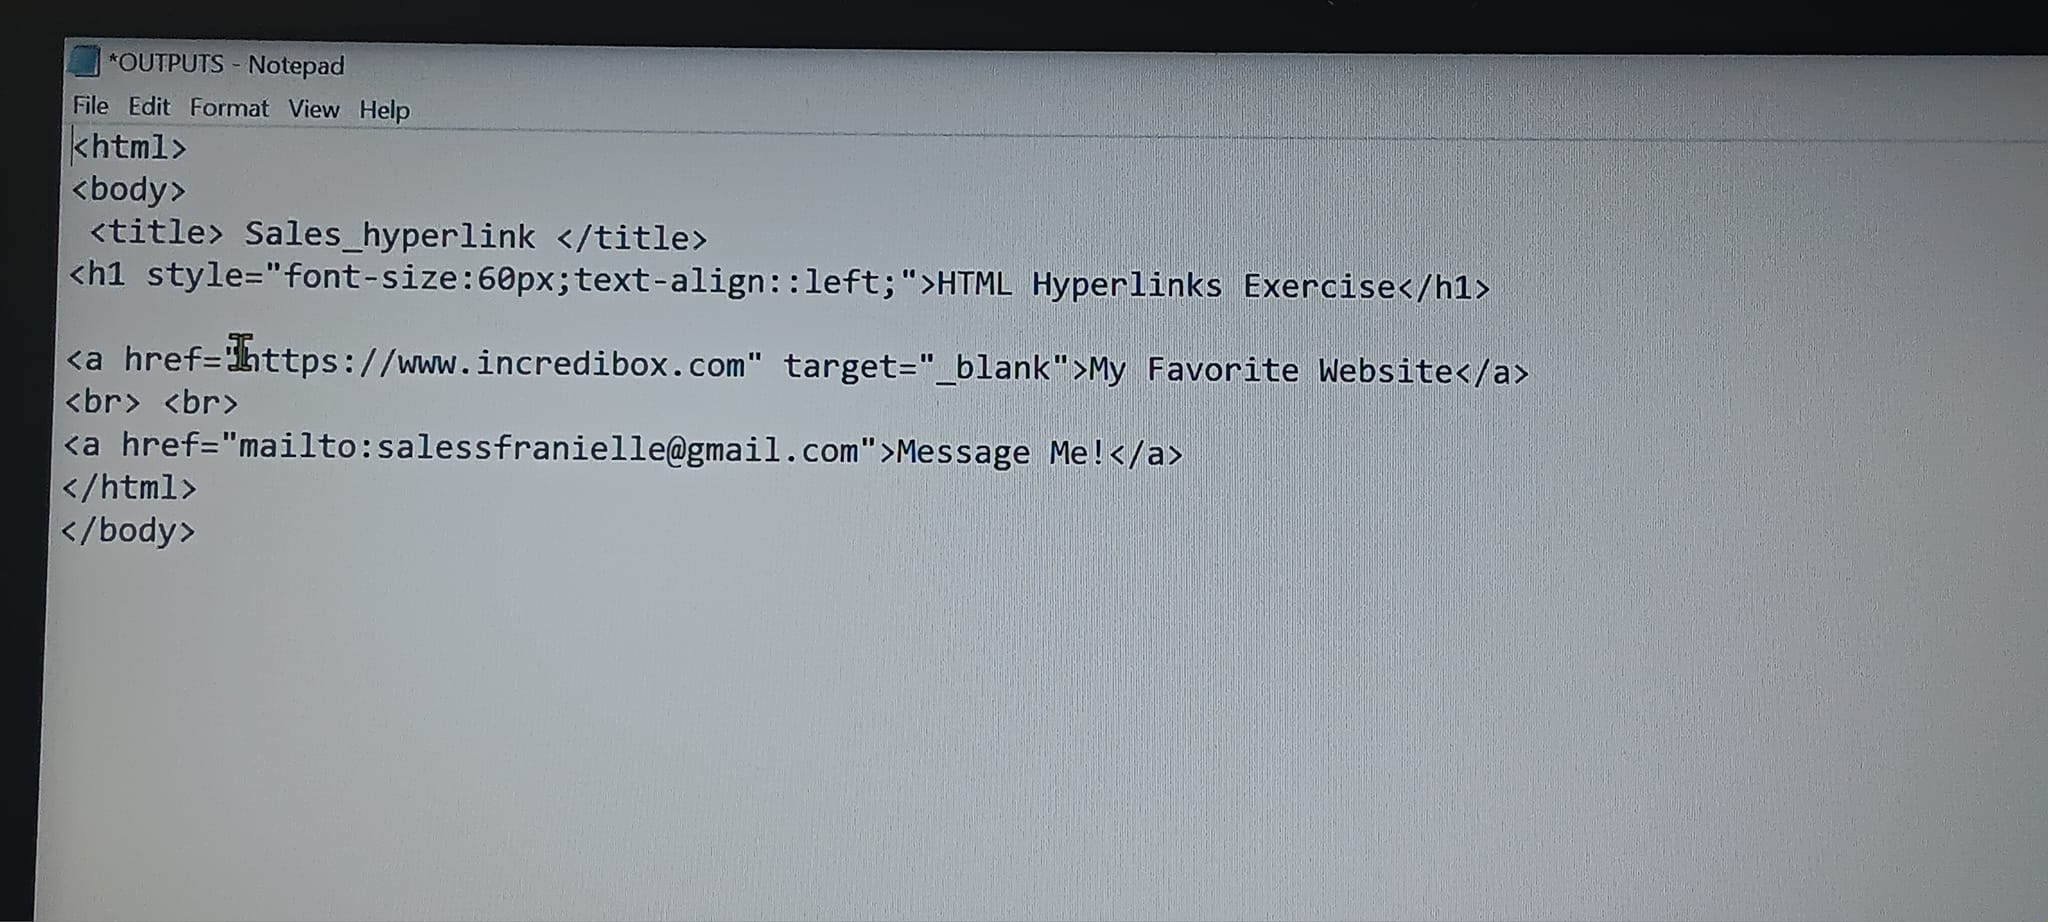 *OUTPUTS - Notepad
File Edit Format View Help
<html>
<body>
<title> Sales_hyperlink </title>
<h1 style="font-size:60px;text-align::left;">HTML Hyperlinks Exercise</h1>
<a href="https://www.incredibox.com" target="_blank">My Favorite Website</a>
<br> <br>
<a href="mailto:salessfranielle@gmail.com">Message Me!</a>
</html>
</body>